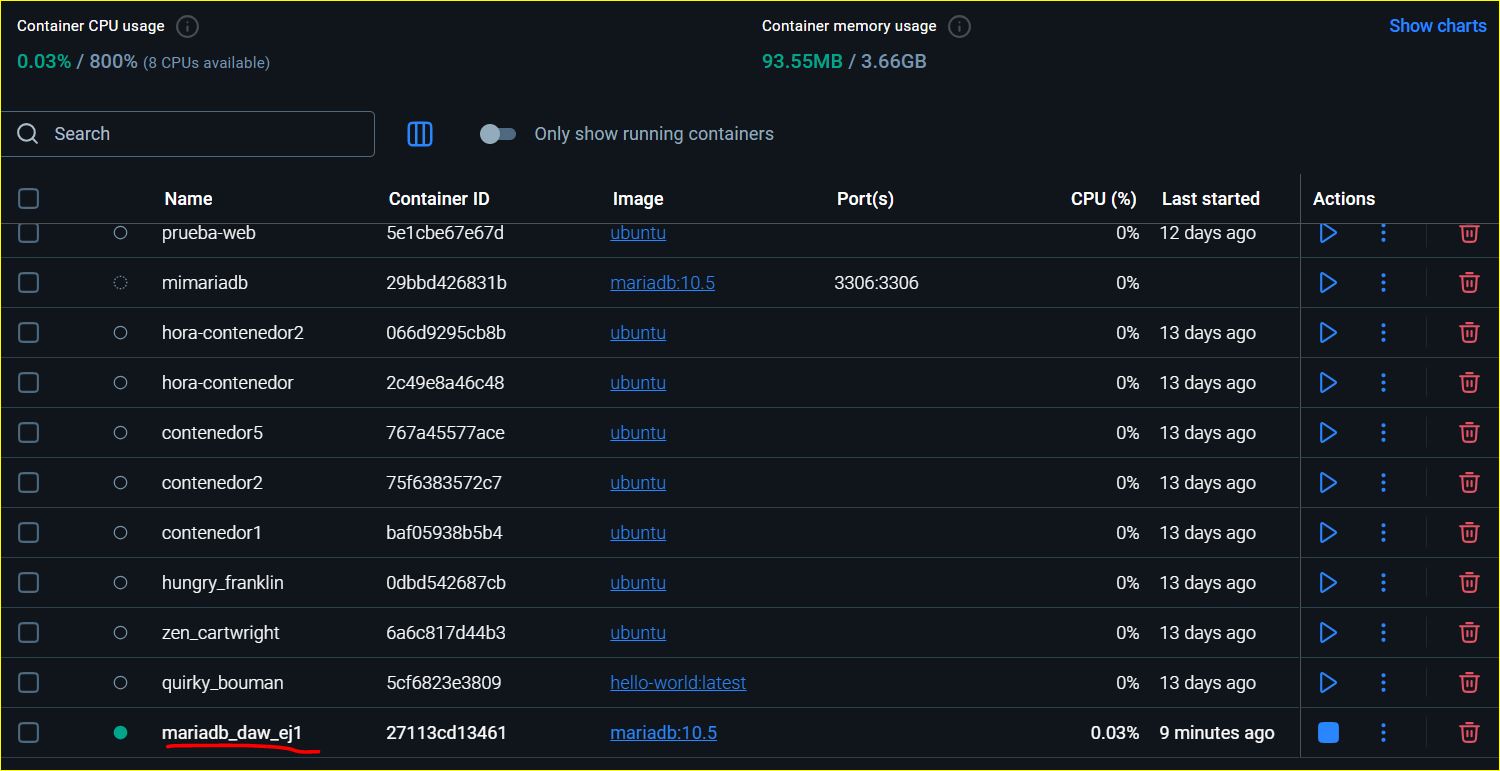 Container CPU usage
Container memory usage
Show charts
0.03% / 800% (8 CPUs available)
93.55MB / 3.66GB
Search
Only show running containers
Name Container ID Image Port(s) CPU (%) Last started Actions
prueba-web 5e1cbe67e67d ubuntu 0% 12 days ago
mimariadb 29bbd426831b mariadb:10.5 3306:3306 0%
hora-contenedor2 066d9295cb8b ubuntu 0% 13 days ago
hora-contenedor 2c49e8a46c48 ubuntu 0% 13 days ago
contenedor5 767a45577ace ubuntu 0% 13 days ago
contenedor2 75f6383572c7 ubuntu 0% 13 days ago
contenedor1 baf05938b5b4 ubuntu 0% 13 days ago
hungry_franklin 0dbd542687cb ubuntu 0% 13 days ago
zen_cartwright 6a6c817d44b3 ubuntu 0% 13 days ago
quirky_bouman 5cf6823e3809 hello-world:latest 0% 13 days ago
mariadb_daw_ej1 27113cd13461 mariadb:10.5 0.03% 9 minutes ago